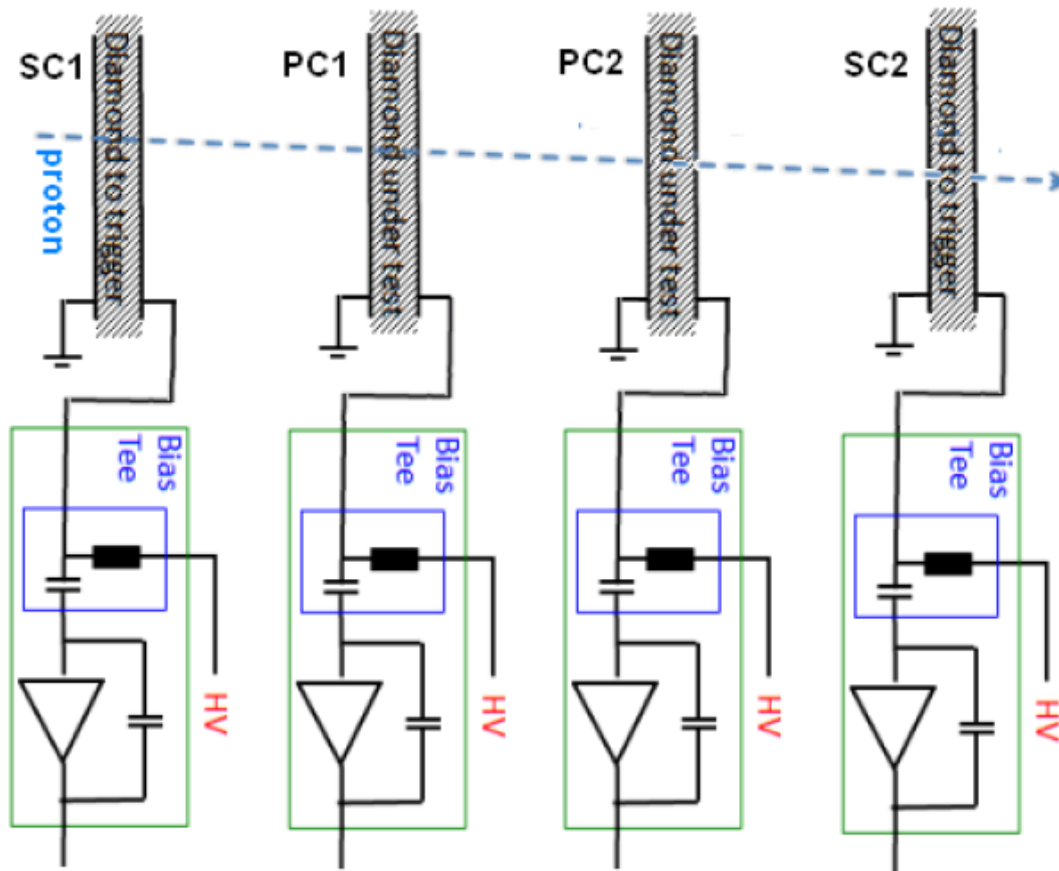 SC1
PC1
PC2
SC2
Diamond to trigger
Diamond under test
Diamond under test
Diamond to trigger
proton
Bias
Tee
Bias
Tee
Bias
Tee
Bias
Tee
HV
HV
HV
HV